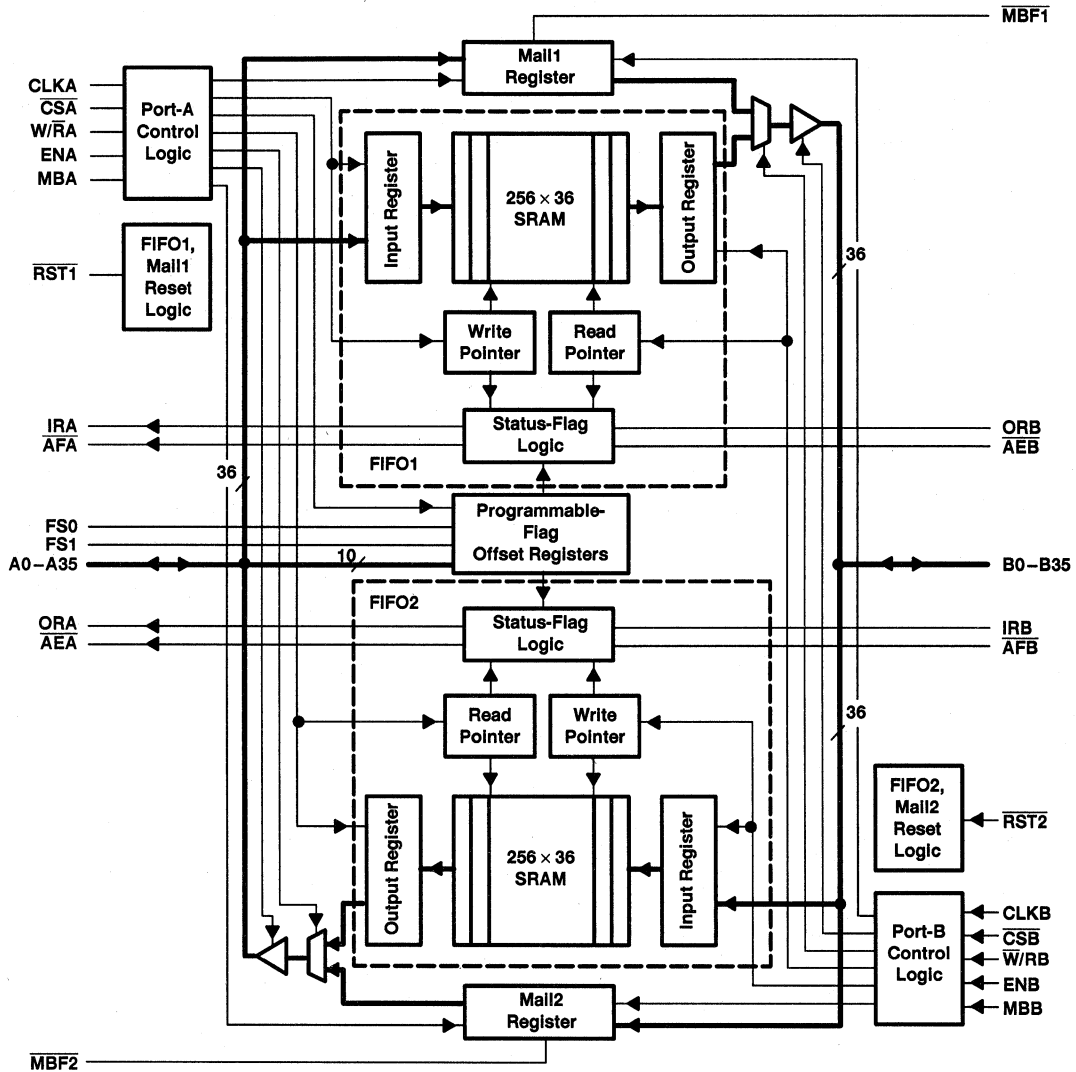 MBF1
Mail1
Register
CLKA
CSA
W/RA
ENA
MBA
Port-A
Control
Logic
Input Register
256 × 36
SRAM
Output Register
RST1
FIFO1,
Mail1
Reset
Logic
36
Write
Pointer
Read
Pointer
IRA
AFA
Status-Flag
Logic
ORB
AEB
FIFO1
36
FS0
FS1
A0–A35
10
Programmable-
Flag
Offset Registers
B0–B35
FIFO2
ORA
AEA
Status-Flag
Logic
IRB
AFB
Read
Pointer
Write
Pointer
36
Output Register
256 × 36
SRAM
Input Register
FIFO2,
Mail2
Reset
Logic
RST2
Port-B
Control
Logic
CLKB
CSB
W/RB
ENB
MBB
Mail2
Register
MBF2